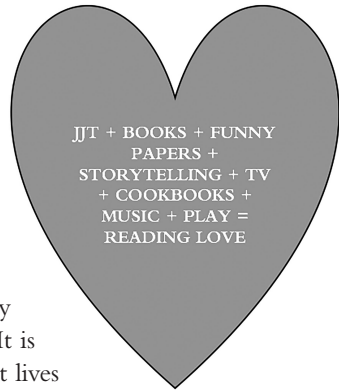 JJT + BOOKS + FUNNY
PAPERS +
STORYTELLING + TV
+ COOKBOOKS +
MUSIC + PLAY =
READING LOVE
y
It is
t lives